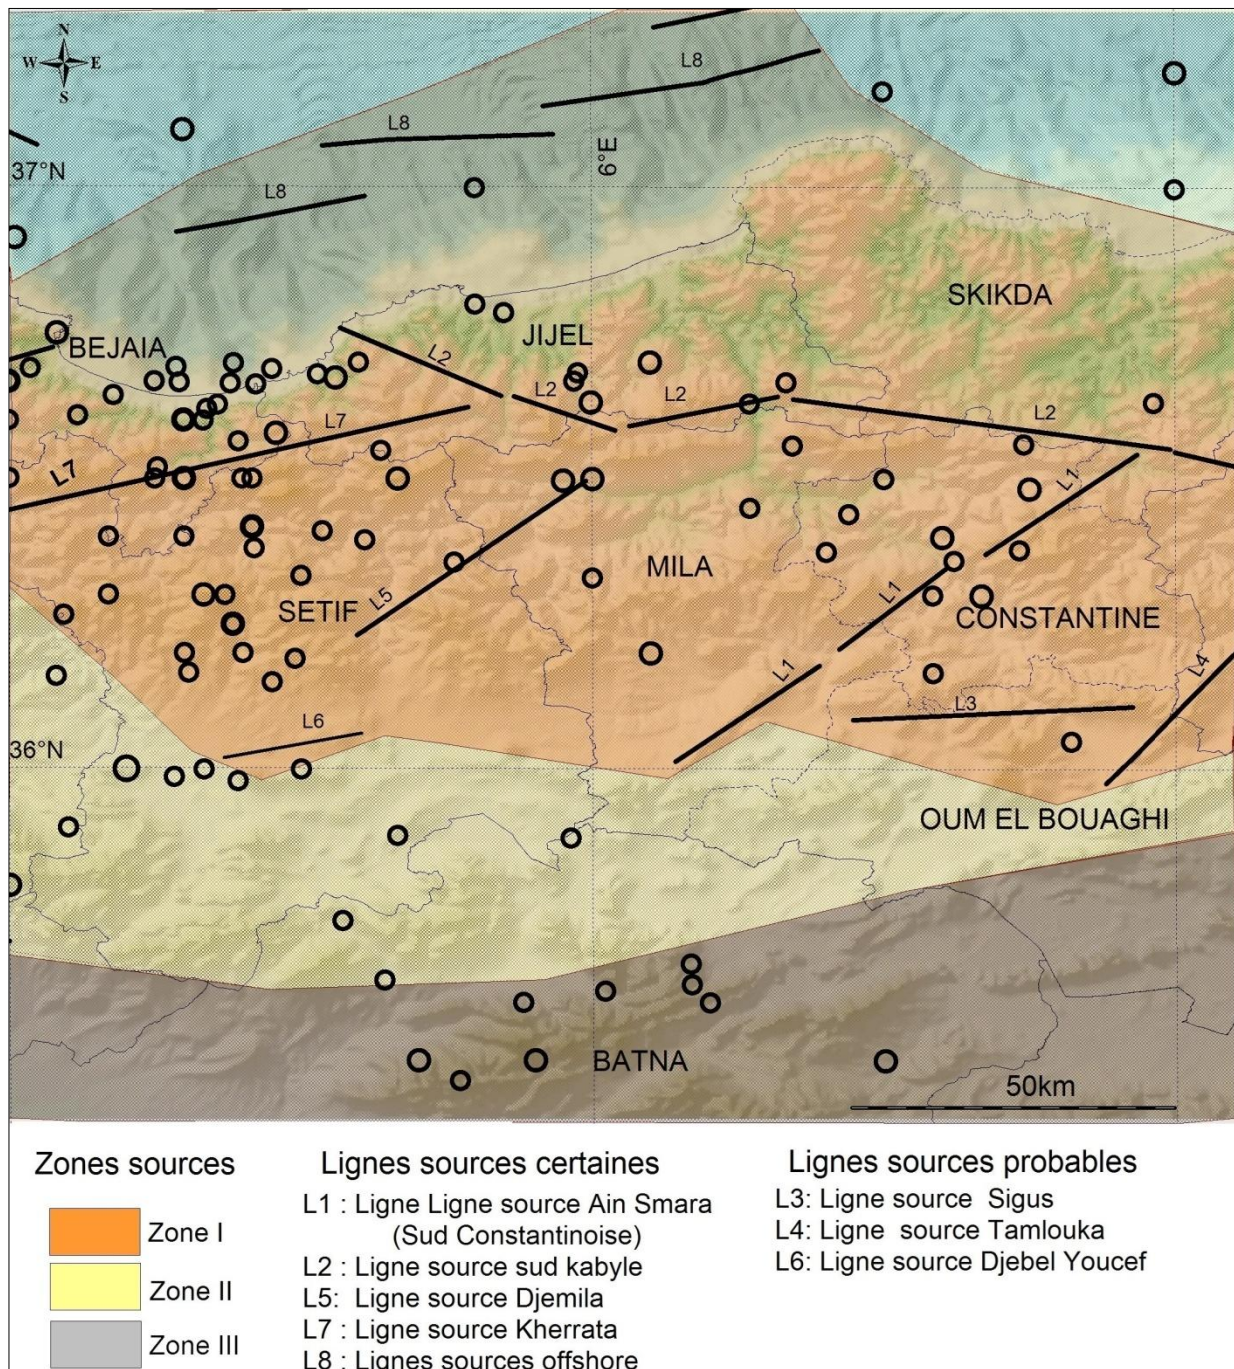 N
W E
S
L8
L8
L8
37°N
6°E
SKIKDA
BEJAIA
JIJEL
L2
L2
L2
L2
L7
L7
L1
MILA
SETIF
L5
L1
CONSTANTINE
L1
L4
L3
L6
36°N
OUM EL BOUAGHI
BATNA
50km
Zones sources
Zone I
Zone II
Zone III
Lignes sources certaines
L1 : Ligne Ligne source Ain Smara
(Sud Constantinoise)
L2 : Ligne source sud kabyle
L5: Ligne source Djemila
L7 : Ligne source Kherrata
L8 : Lignes sources offshore
Lignes sources probables
L3: Ligne source Sigus
L4: Ligne source Tamlouka
L6: Ligne source Djebel Youcef